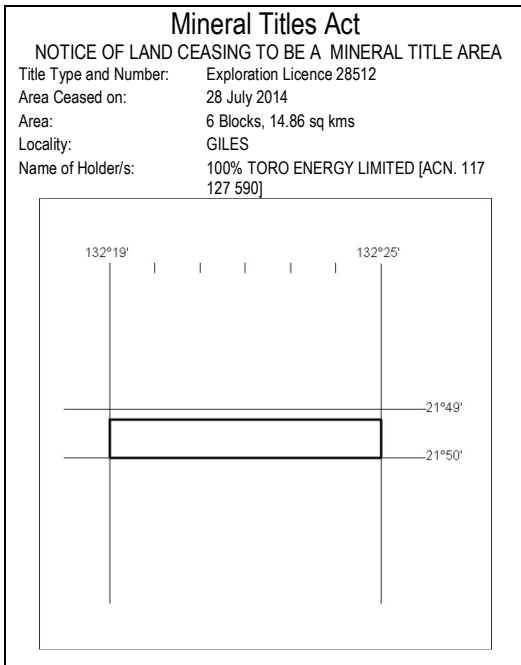 Mineral Titles Act
NOTICE OF LAND CEASING TO BE A MINERAL TITLE AREA
Title Type and Number: Exploration Licence 28512
Area Ceased on: 28 July 2014
Area: 6 Blocks, 14.86 sq kms
Locality: GILES
Name of Holder/s: 100% TORO ENERGY LIMITED [ACN. 117
127 590]
132°19' 132°25'
21°49'
21°50'